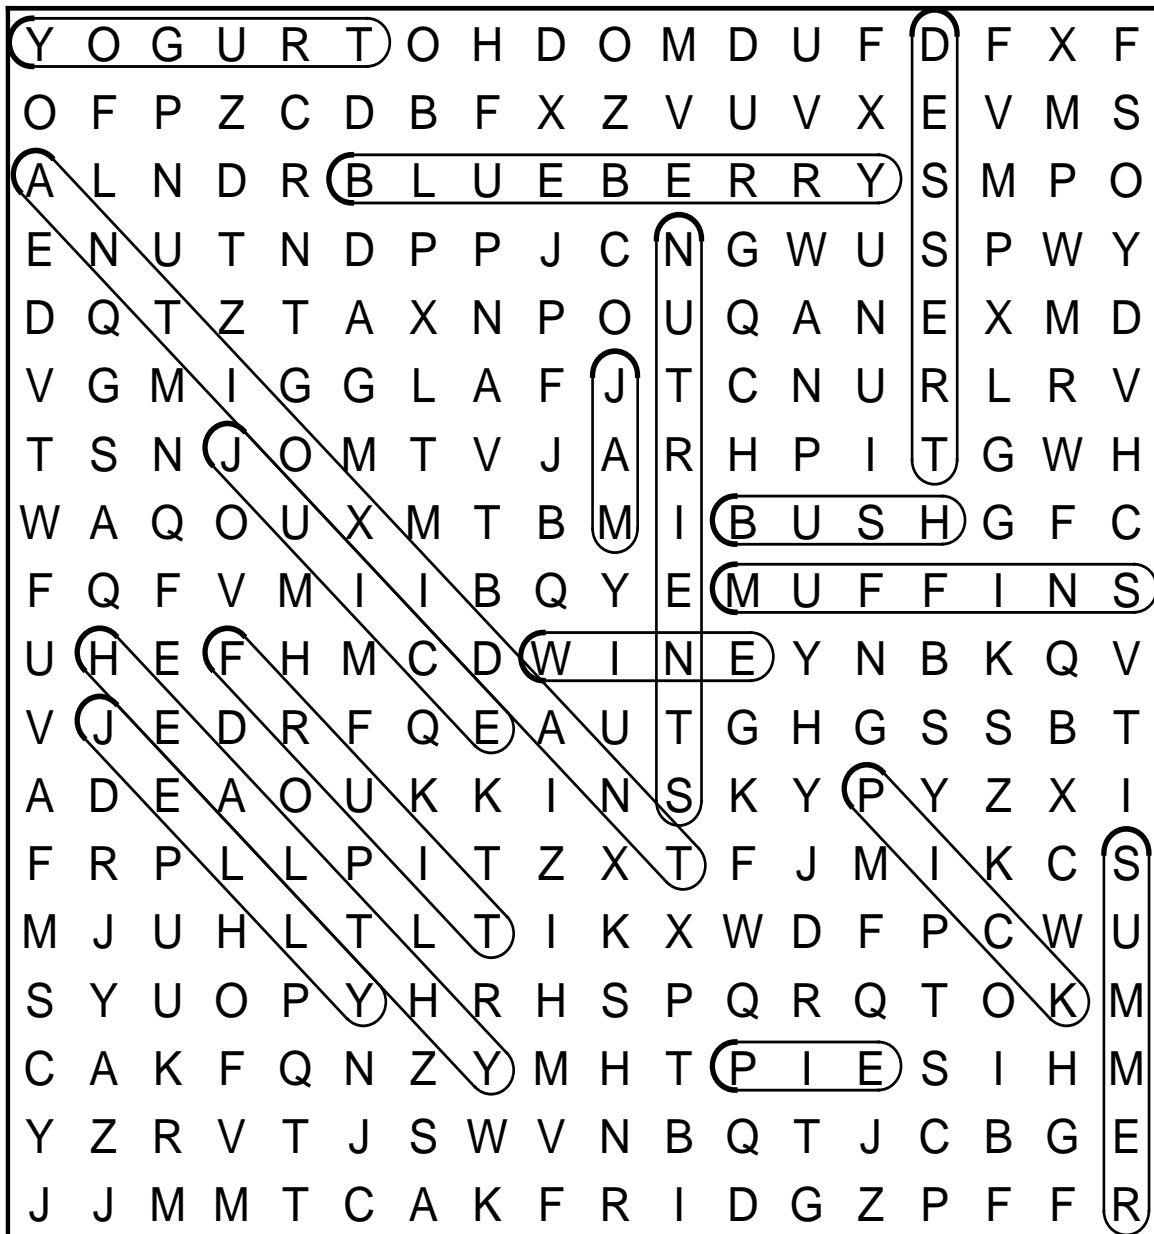 Y O G U R T O H D O M D U F D F X F
O F P Z C D B F X Z V U V X E V M S
A L N D R B L U E B E R R Y S M P O
E N U T N D P P J C N G W U S P W Y
D Q T Z T A X N P O U Q A N E X M D
V G M I G G L A F J T C N U R L R V
T S N J O M T V J A R H P I T G W H
W A Q O U X M T B M I B U S H G F C
F Q F V M I I B Q Y E M U F F I N S
U H E F H M C D W I N E Y N B K Q V
V J E D R F Q E A U T G H G S S B T
A D E A O U K K I N S K Y P Y Z X I
F R P L L P I T Z X T F J M I K C S
M J U H L T L T I K X W D F P C W U
S Y U O P Y H R H S P Q R Q T O K M
C A K F Q N Z Y M H T P I E S I H M
Y Z R V T J S W V N B Q T J C B G E
J J M M T C A K F R I D G Z P F F R